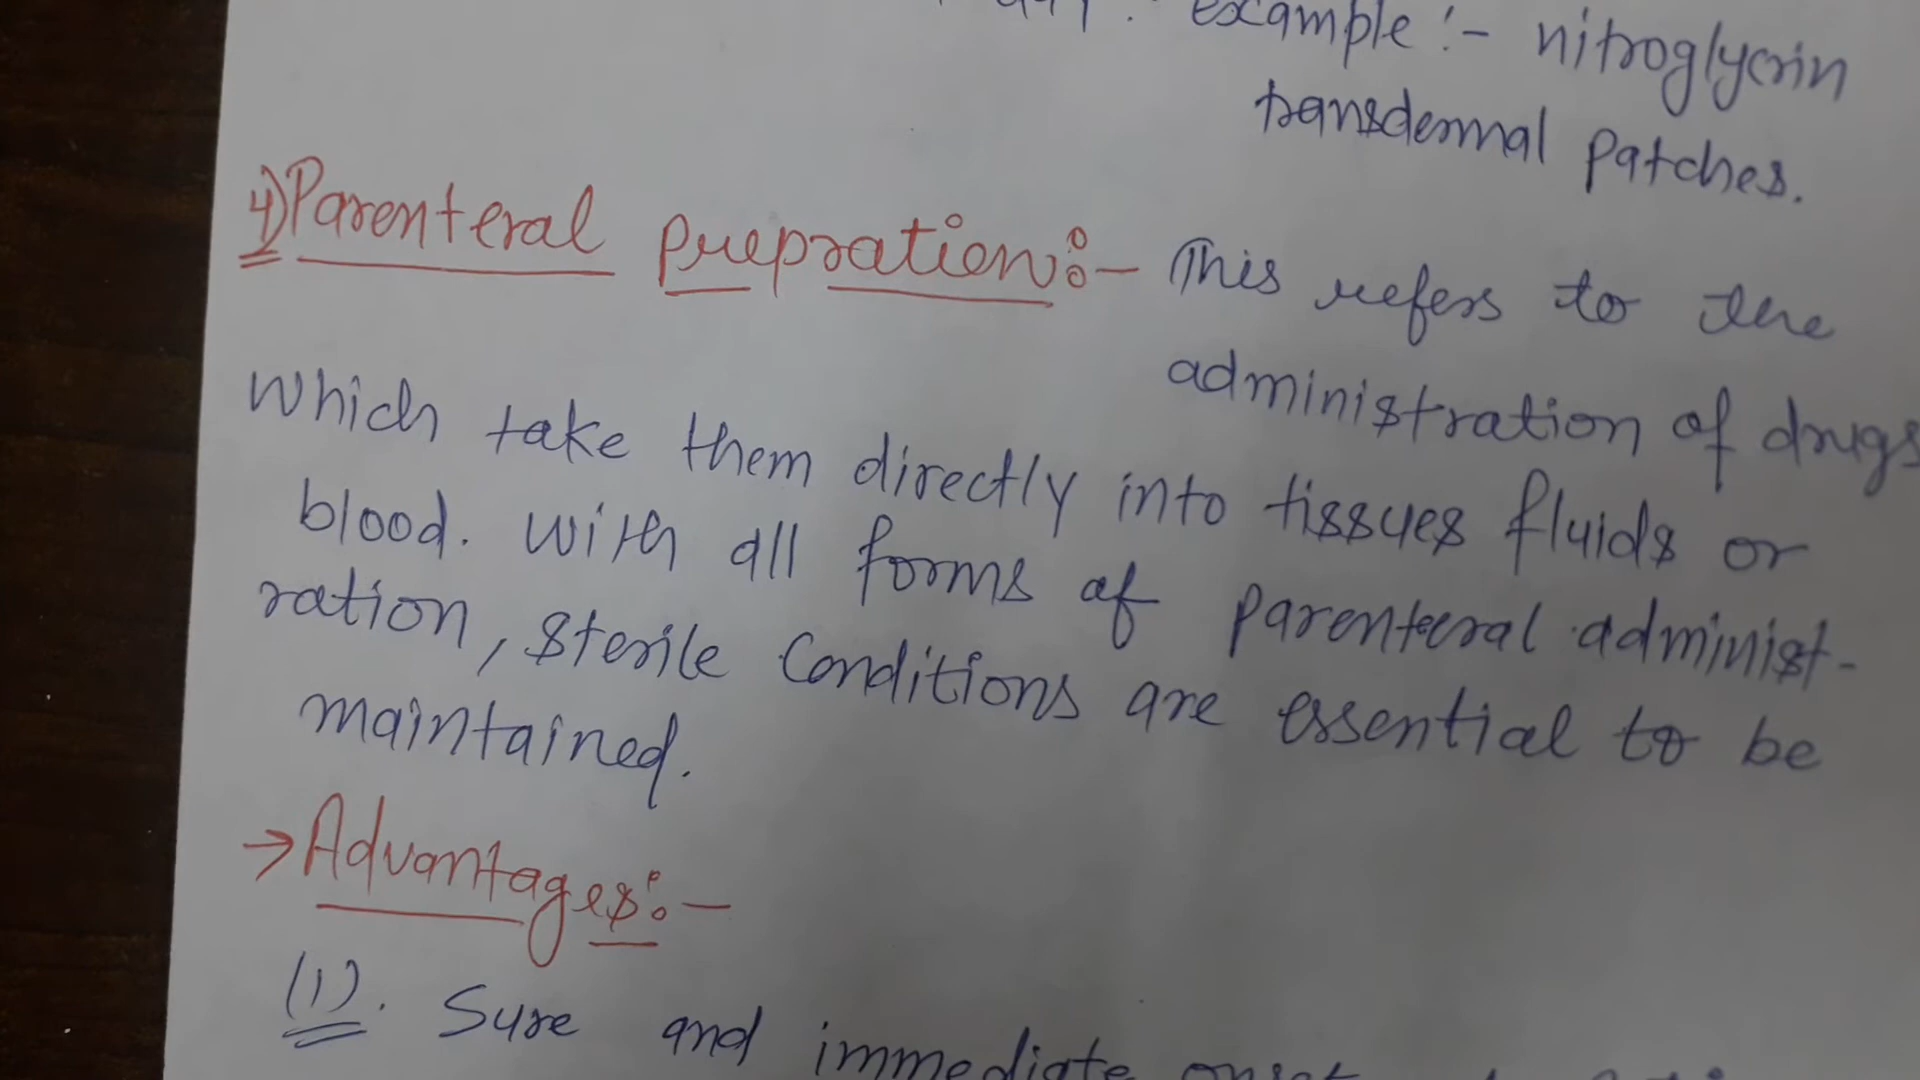 example :- nitroglycrin
transdermal patches.
4) Parenteral prepration :- This refers to the
administration of drugs
which take them directly into tissues fluids or
blood. With all forms of parenteral administ-
ration, sterile conditions are essential to be
maintained.
→ Advantages :-
(1). Sure and immediate onset